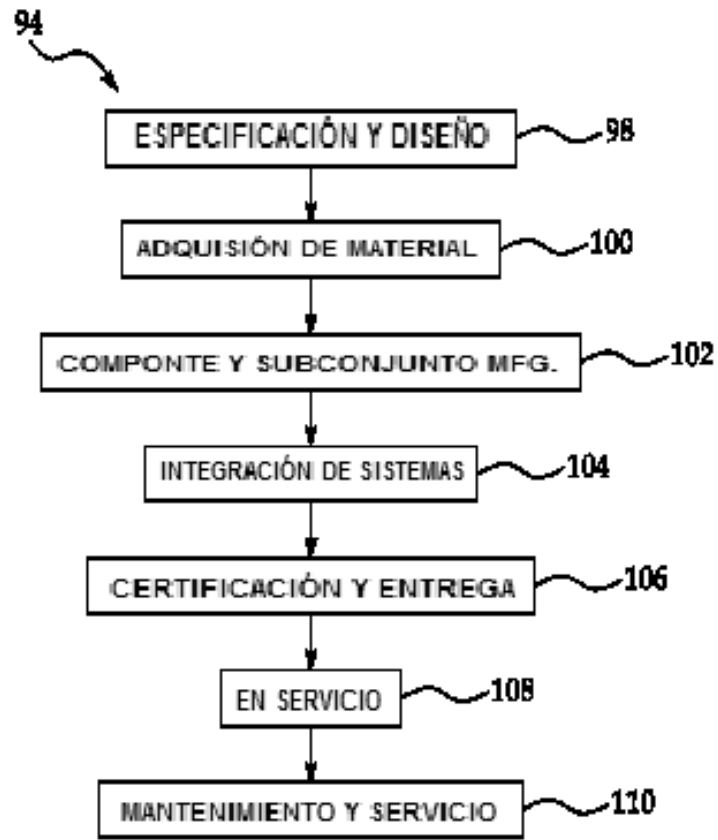 94
ESPECIFICACIÓN Y DISEÑO 98
ADQUISIÓN DE MATERIAL 100
COMPONTE Y SUBCONJUNTO MFG. 102
INTEGRACIÓN DE SISTEMAS 104
CERTIFICACIÓN Y ENTREGA 106
EN SERVICIO 108
MANTENIMIENTO Y SERVICIO 110